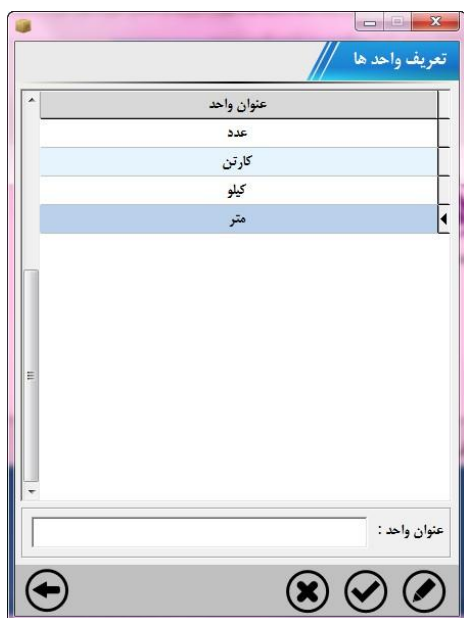 تعریف واحد ها
عنوان واحد
عدد
کارتن
کیلو
متر
عنوان واحد :